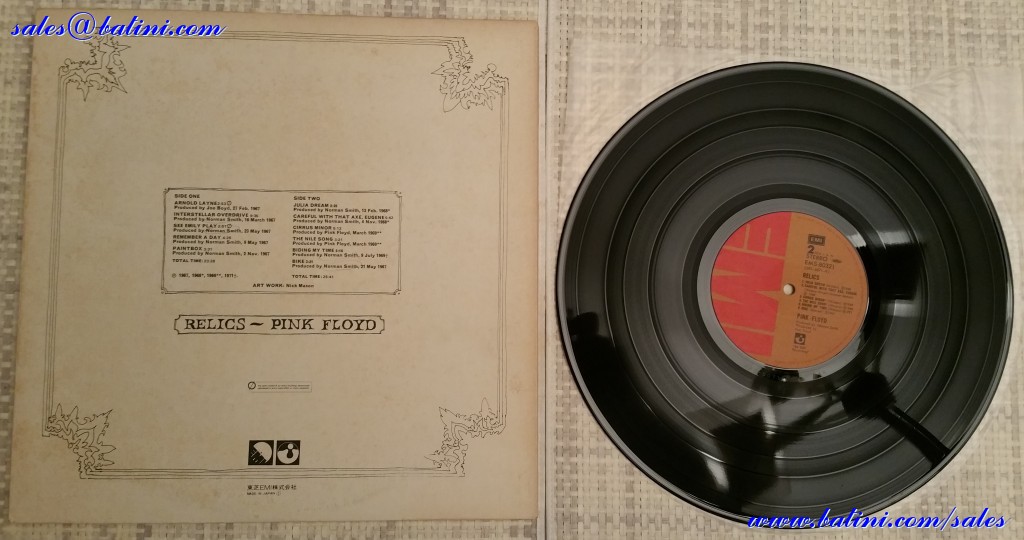 sales@batini.com
SIDE ONE
ARNOLD LAYNE
Produced by Joe Boyd, 27 Feb. 1967
INTERSTELLAR OVERDRIVE
Produced by Norman Smith, 16 March 1967
SEE EMILY PLAY
Produced by Norman Smith, 23 May 1967
REMEMBER A DAY
Produced by Norman Smith, 9 May 1967
PAINTBOX
Produced by Norman Smith, 2 Nov. 1967
TOTAL TIME:
SIDE TWO
JULIA DREAM
Produced by Norman Smith, 13 Feb. 1968*
CAREFUL WITH THAT AXE, EUGENE
Produced by Norman Smith, 4 Nov. 1968*
CIRRUS MINOR
Produced by Pink Floyd, March 1969**
THE NILE SONG
Produced by Pink Floyd, March 1969**
BIDING MY TIME
Produced by Norman Smith, 9 July 1969†
BIKE
Produced by Norman Smith, 21 May 1967
TOTAL TIME:
℗ 1967, 1968*, 1969**, 1971†.
ART WORK: Nick Mason
RELICS ~ PINK FLOYD
東芝EMI株式会社
MADE IN JAPAN
EMI
EMI
2
STEREO
RELICS
PINK FLOYD
www.batini.com/sales